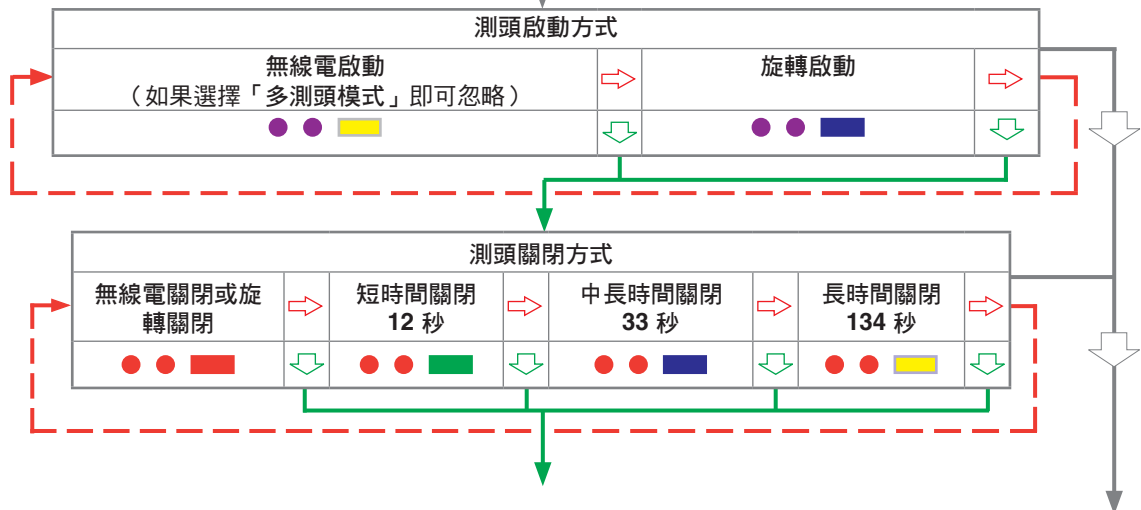 測頭啟動方式
無線電啟動
（如果選擇「多測頭模式」即可忽略）
旋轉啟動
測頭關閉方式
無線電關閉或旋
轉關閉
短時間關閉
12 秒
中長時間關閉
33 秒
長時間關閉
134 秒